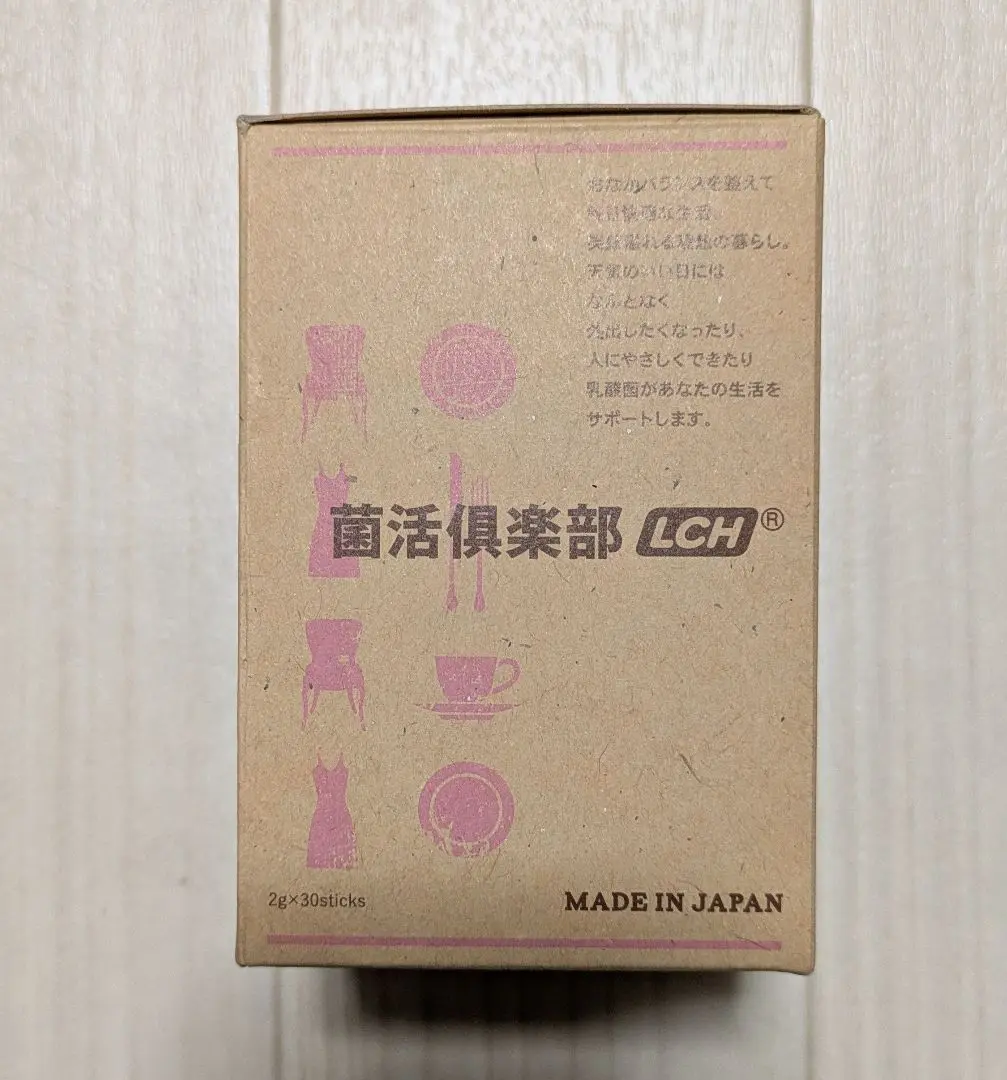 おなかバランスを整えて
毎日快適な生活。
笑顔溢れる発酵の暮らし。
天気のいい日には
なんとなく
外出したくなったり、
人にやさしくできたり
乳酸菌があなたの生活を
サポートします。
菌活倶楽部 LCH®
2g×30sticks
MADE IN JAPAN